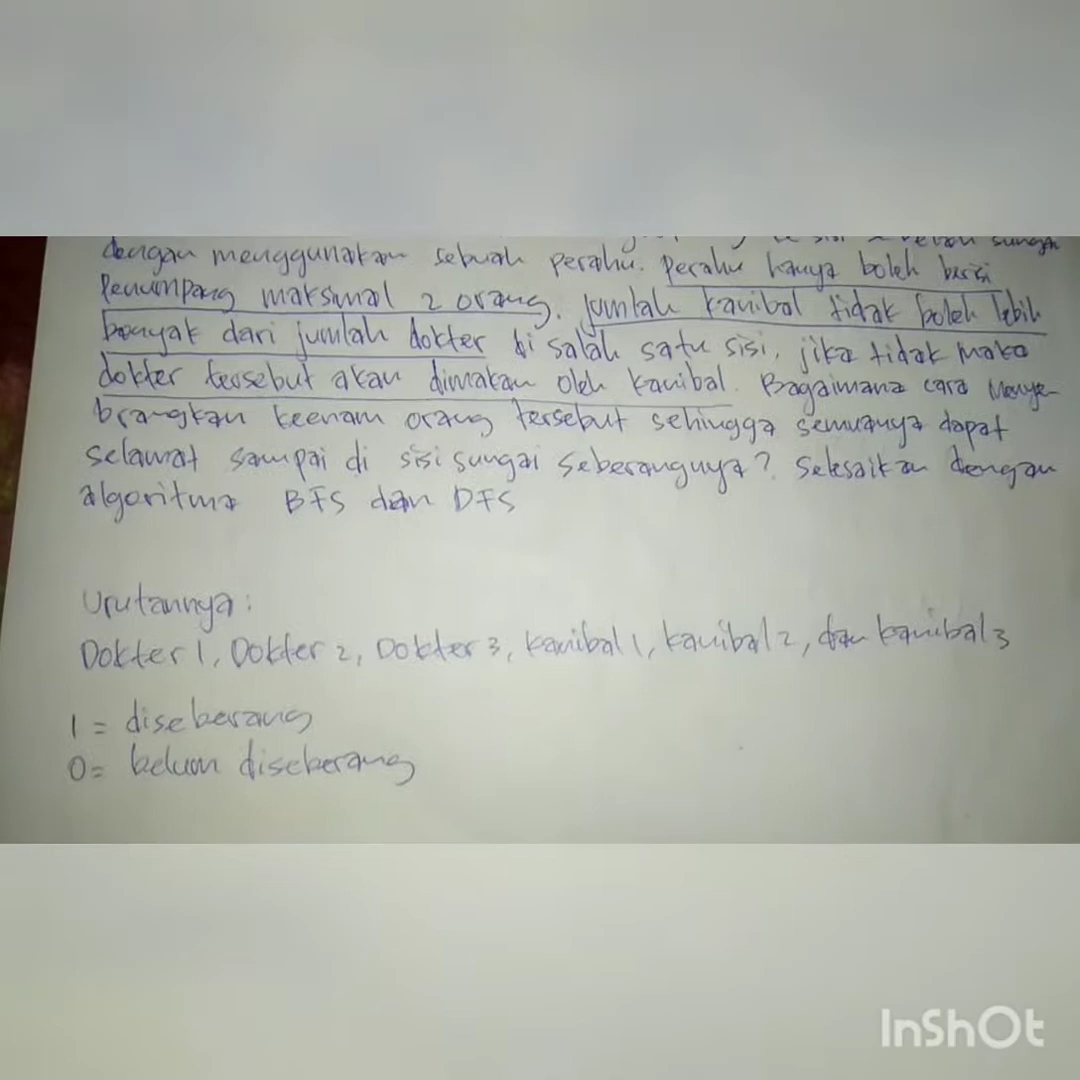 dengan menggunakan sebuah perahu. Perahu hanya boleh berisi
Penumpang maksimal 2 orang. Jumlah kanibal tidak boleh lebih
banyak dari jumlah dokter di salah satu sisi, jika tidak maka
dokter tersebut akan dimakan oleh kanibal. Bagaimana cara menye-
brangkan keenam orang tersebut sehingga semuanya dapat
selamat sampai di sisi sungai seberangnya? Selesaikan dengan
algoritma BFS dan DFS
Urutannya:
Dokter 1, Dokter 2, Dokter 3, kanibal 1, kanibal 2, dan kanibal 3
1 = diseberang
0 = belum diseberang
InShOt